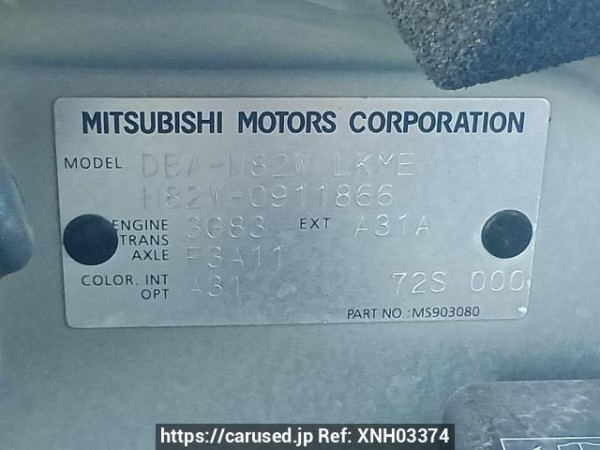 MITSUBISHI MOTORS CORPORATION
MODEL DBA-H82W LKME
H82W-0911866
ENGINE 3G83 EXT A31A
TRANS
AXLE F3A11
COLOR. INT A31 72S 000
OPT
PART NO.:MS903080
https://carused.jp Ref: XNH03374